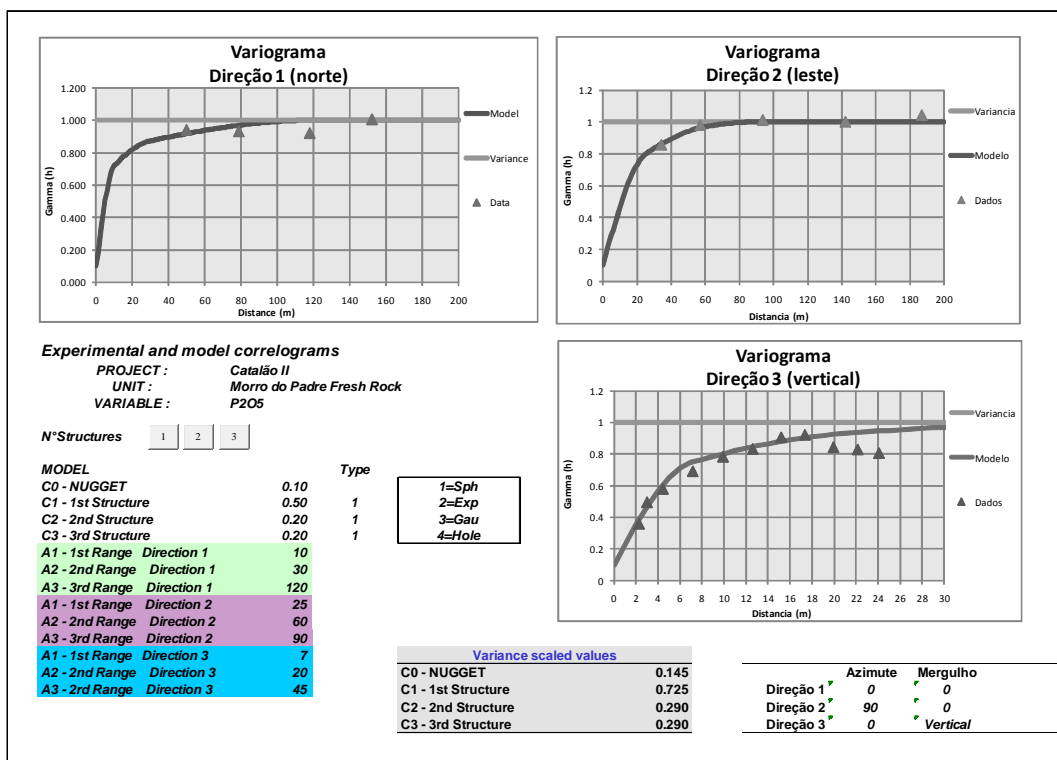 Variograma
Direção 1 (norte)
1.200
1.000
0.800
0.600
0.400
0.200
0.000
Gamma (h)
0 20 40 60 80 100 120 140 160 180 200
Distance (m)
Model
Variance
Data
Variograma
Direção 2 (leste)
1.2
1
0.8
0.6
0.4
0.2
0
Gamma (h)
0 20 40 60 80 100 120 140 160 180 200
Distancia (m)
Variancia
Modelo
Dados
Experimental and model correlograms
PROJECT : Catalão II
UNIT : Morro do Padre Fresh Rock
VARIABLE : P2O5
N°Structures 1 2 3
MODEL Type
C0 - NUGGET 0.10
C1 - 1st Structure 0.50 1
C2 - 2nd Structure 0.20 1
C3 - 3rd Structure 0.20 1
1=Sph
2=Exp
3=Gau
4=Hole
A1 - 1st Range Direction 1 10
A2 - 2nd Range Direction 1 30
A3 - 3rd Range Direction 1 120
A1 - 1st Range Direction 2 25
A2 - 2nd Range Direction 2 60
A3 - 3rd Range Direction 2 90
A1 - 1st Range Direction 3 7
A2 - 2nd Range Direction 3 20
A3 - 2rd Range Direction 3 45
Variograma
Direção 3 (vertical)
1.2
1
0.8
0.6
0.4
0.2
0
Gamma (h)
0 2 4 6 8 10 12 14 16 18 20 22 24 26 28 30
Distancia (m)
Variancia
Modelo
Dados
Variance scaled values
C0 - NUGGET 0.145
C1 - 1st Structure 0.725
C2 - 2nd Structure 0.290
C3 - 3rd Structure 0.290
Azimute Mergulho
Direção 1 0 0
Direção 2 90 0
Direção 3 0 Vertical